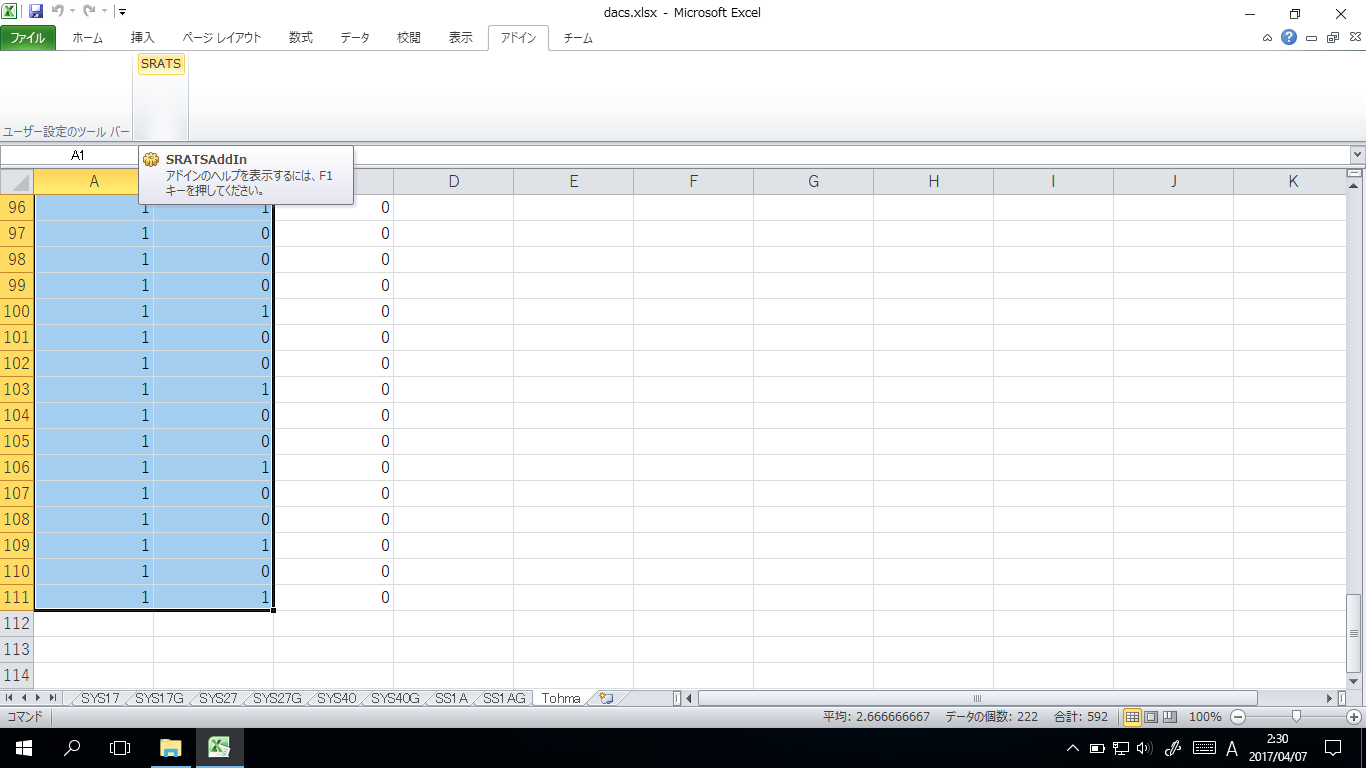 dacs.xlsx - Microsoft Excel
ファイル ホーム 挿入 ページ レイアウト 数式 データ 校閲 表示 アドイン チーム
SRATS
ユーザー設定のツール バー
A1
SRATSAddIn
アドインのヘルプを表示するには、F1
キーを押してください。
A D E F G H I J K
96 1 1 0
97 1 0 0
98 1 0 0
99 1 0 0
100 1 1 0
101 1 0 0
102 1 0 0
103 1 1 0
104 1 0 0
105 1 0 0
106 1 1 0
107 1 0 0
108 1 0 0
109 1 1 0
110 1 0 0
111 1 1 0
112
113
114
SYS17 SYS17G SYS27 SYS27G SYS40 SYS40G SS1A SS1AG Tohma
コマンド 平均: 2.666666667 データの個数: 222 合計: 592 100%
A 2:30
2017/04/07